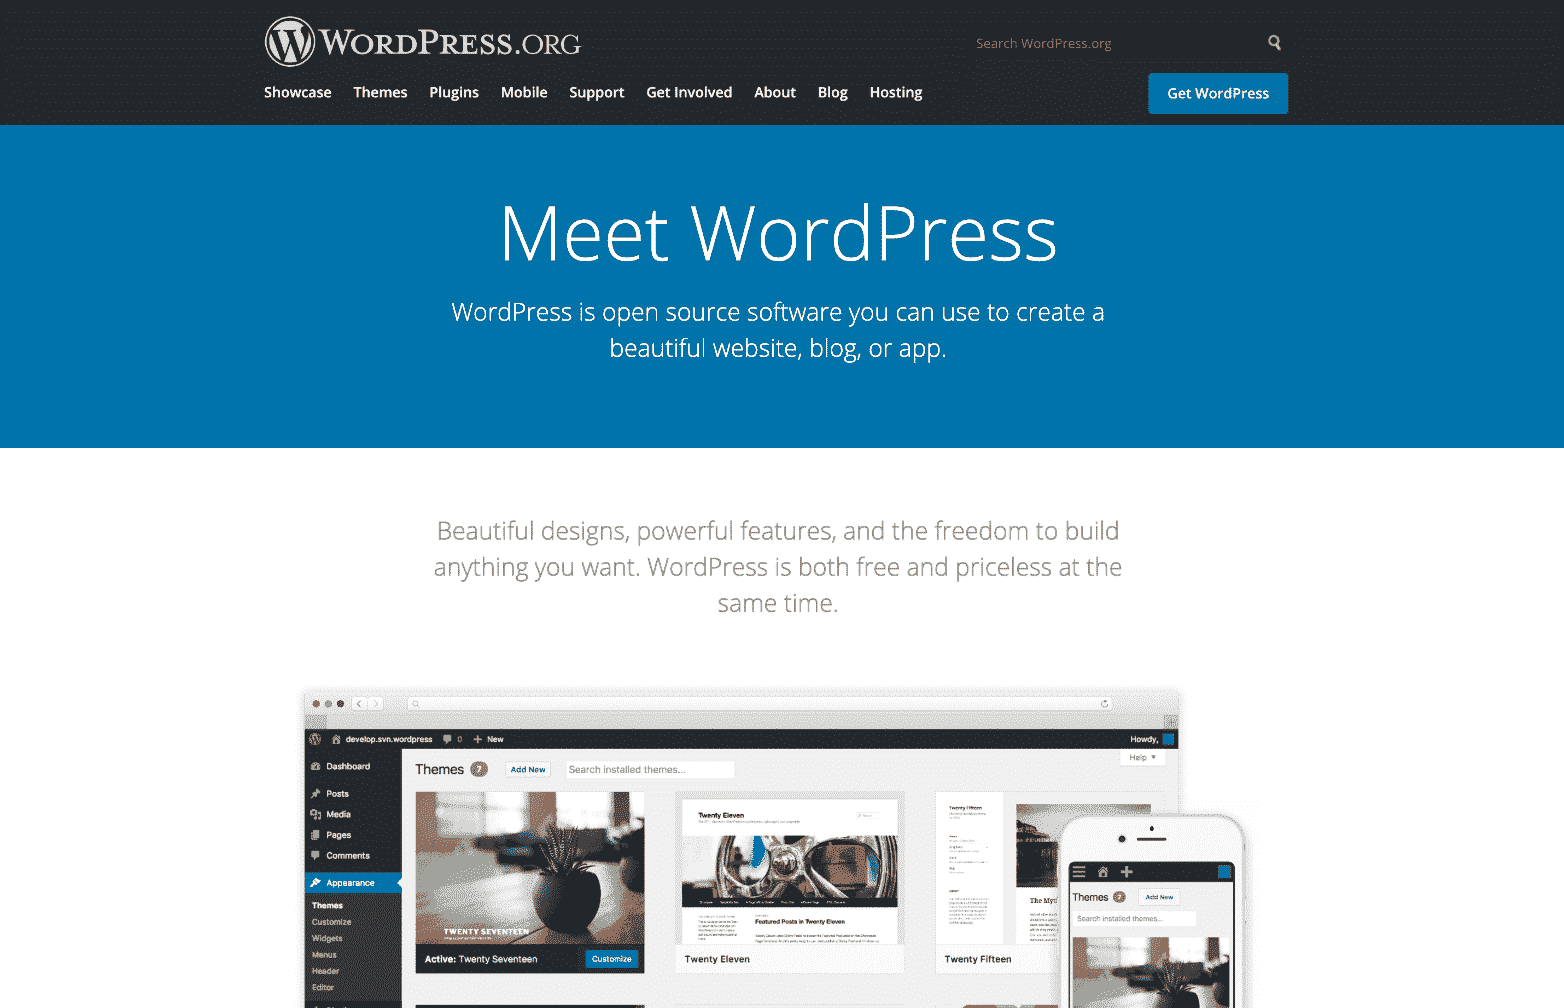 WORDPRESS.ORG
Search WordPress.org
Showcase Themes Plugins Mobile Support Get Involved About Blog Hosting
Get WordPress
Meet WordPress
WordPress is open source software you can use to create a
beautiful website, blog, or app.
Beautiful designs, powerful features, and the freedom to build
anything you want. WordPress is both free and priceless at the
same time.
develop.svn.wordpress 0 New
Howdy,
Dashboard
Posts
Media
Pages
Comments
Appearance
Themes
Customize
Widgets
Menus
Header
Editor
Themes 7 Add New Search installed themes...
Help
TWENTY SEVENTEEN
Active: Twenty Seventeen
Customize
Twenty Eleven
Featured Posts in Twenty Eleven
Twenty Eleven
Twenty Fifteen
The Myt
Twenty Fifteen
Themes 7 Add New
Search installed themes...